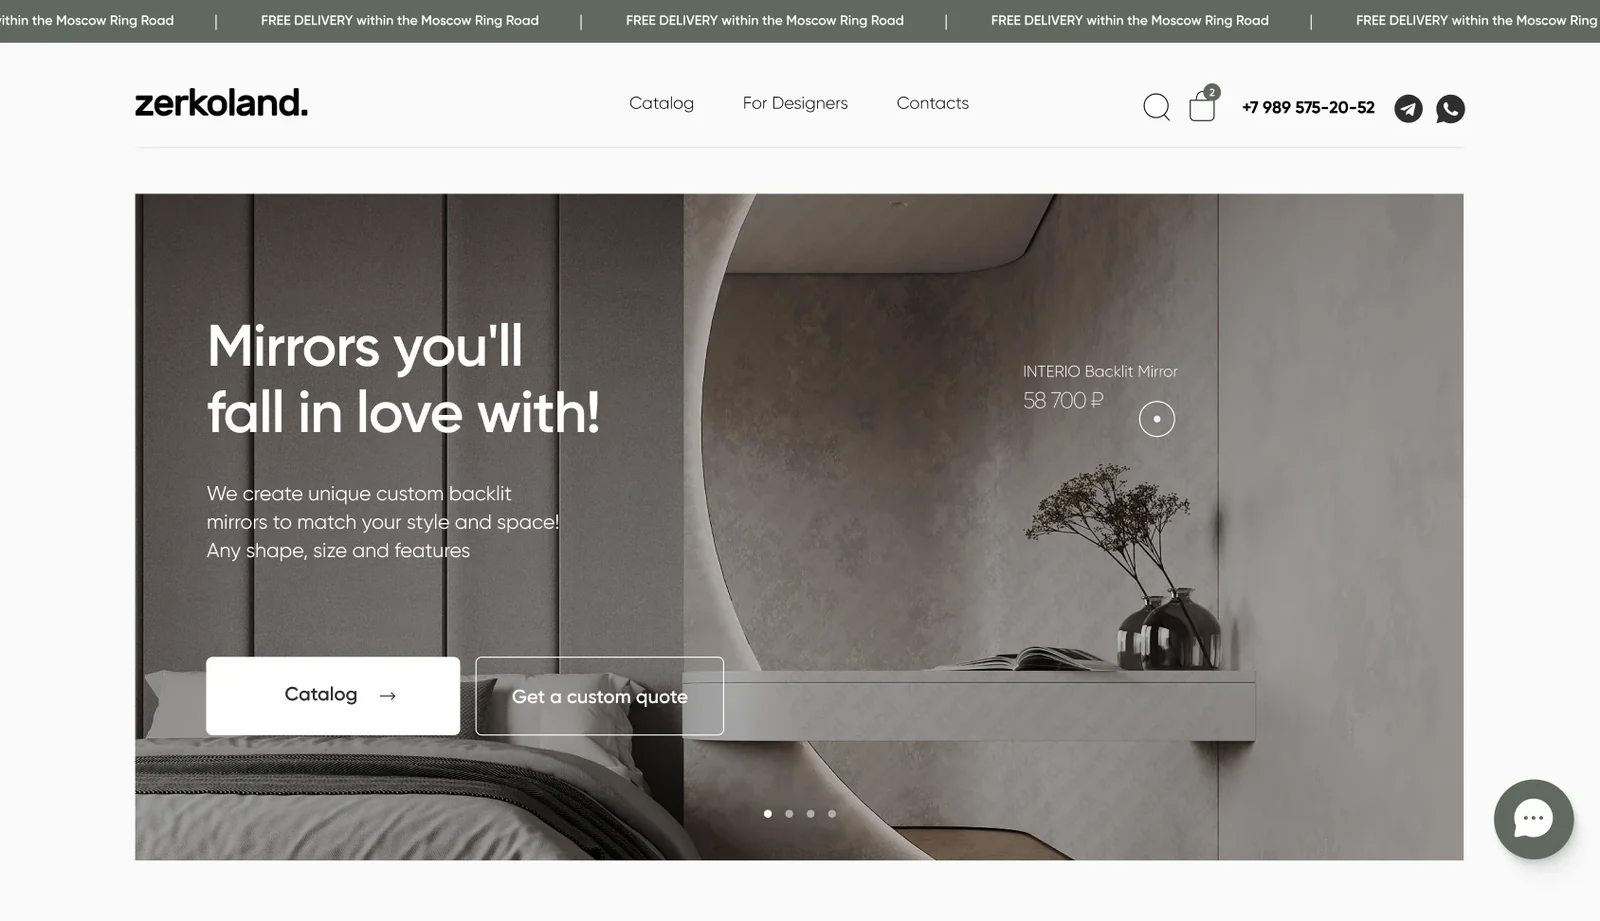 ithin the Moscow Ring Road | FREE DELIVERY within the Moscow Ring Road | FREE DELIVERY within the Moscow Ring Road | FREE DELIVERY within the Moscow Ring Road | FREE DELIVERY within the Moscow Ring
zerkoland.
Catalog
For Designers
Contacts
2
+7 989 575-20-52
Mirrors you'll
fall in love with!
INTERIO Backlit Mirror
58 700 ₽
We create unique custom backlit
mirrors to match your style and space!
Any shape, size and features
Catalog →
Get a custom quote